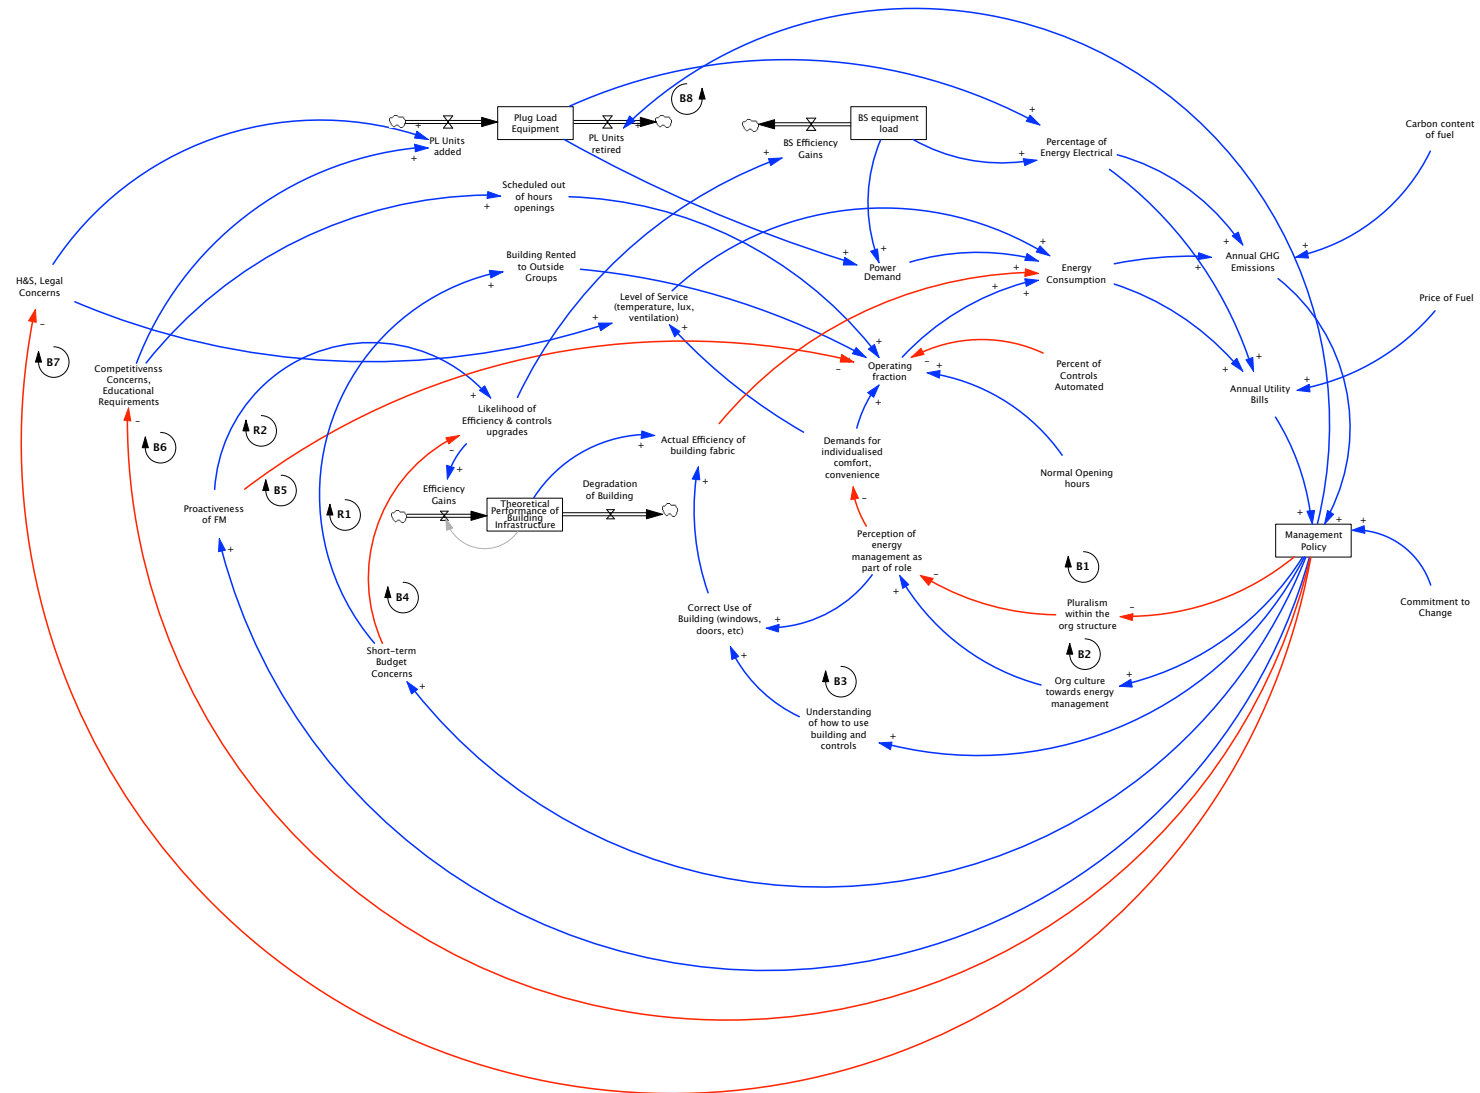 B8
Plug Load
Equipment
PL Units
added
PL Units
retired
BS equipment
load
BS Efficiency
Gains
Percentage of
Energy Electrical
Carbon content
of fuel
Scheduled out
of hours
openings
Building Rented
to Outside
Groups
Level of Service
(temperature, lux,
ventilation)
Power
Demand
Energy
Consumption
Annual GHG
Emissions
H&S, Legal
Concerns
Price of Fuel
B7
Competitivenss
Concerns,
Educational
Requirements
Operating
fraction
Percent of
Controls
Automated
Annual Utility
Bills
R2
B6
Likelihood of
Efficiency & controls
upgrades
Actual Efficiency of
building fabric
Demands for
individualised
comfort,
convenience
Normal Opening
hours
B5
Proactiveness
of FM
R1
Efficiency
Gains
Theoretical
Performance of
Building
Infrastructure
Degradation
of Building
Perception of
energy
management as
part of role
Management
Policy
B1
B4
Correct Use of
Building (windows,
doors, etc)
Pluralism
within the
org structure
Commitment to
Change
Short-term
Budget
Concerns
B2
B3
Org culture
towards energy
management
Understanding
of how to use
building and
controls